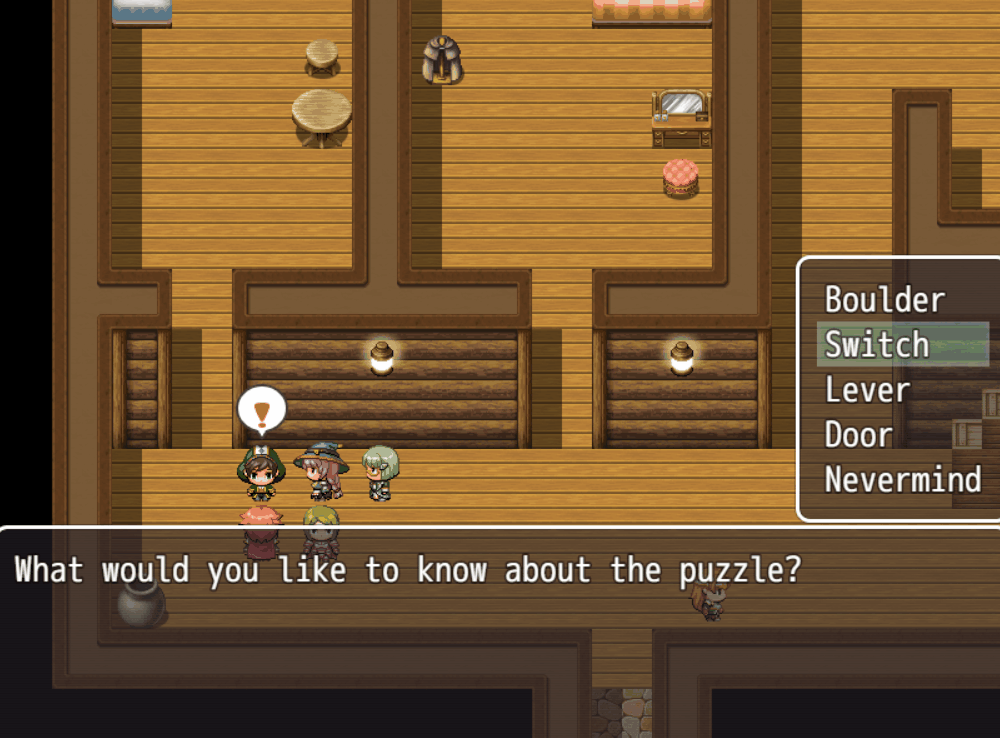 Boulder
Switch
Lever
Door
Nevermind
What would you like to know about the puzzle?